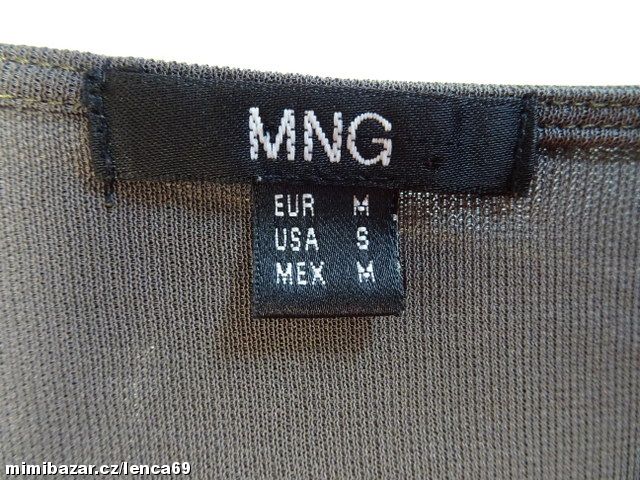 MNG
EUR M
USA S
MEX M
mimibazar.cz/lenca69